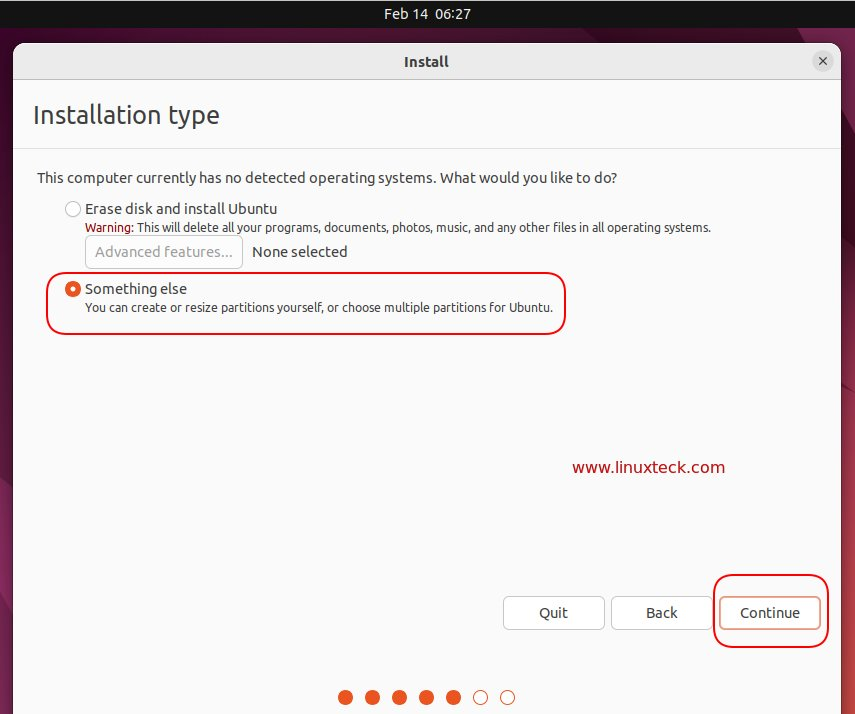 Feb 14  06:27
Install
Installation type
This computer currently has no detected operating systems. What would you like to do?
Erase disk and install Ubuntu
Warning: This will delete all your programs, documents, photos, music, and any other files in all operating systems.
Advanced features... None selected
Something else
You can create or resize partitions yourself, or choose multiple partitions for Ubuntu.
www.linuxteck.com
Quit Back Continue